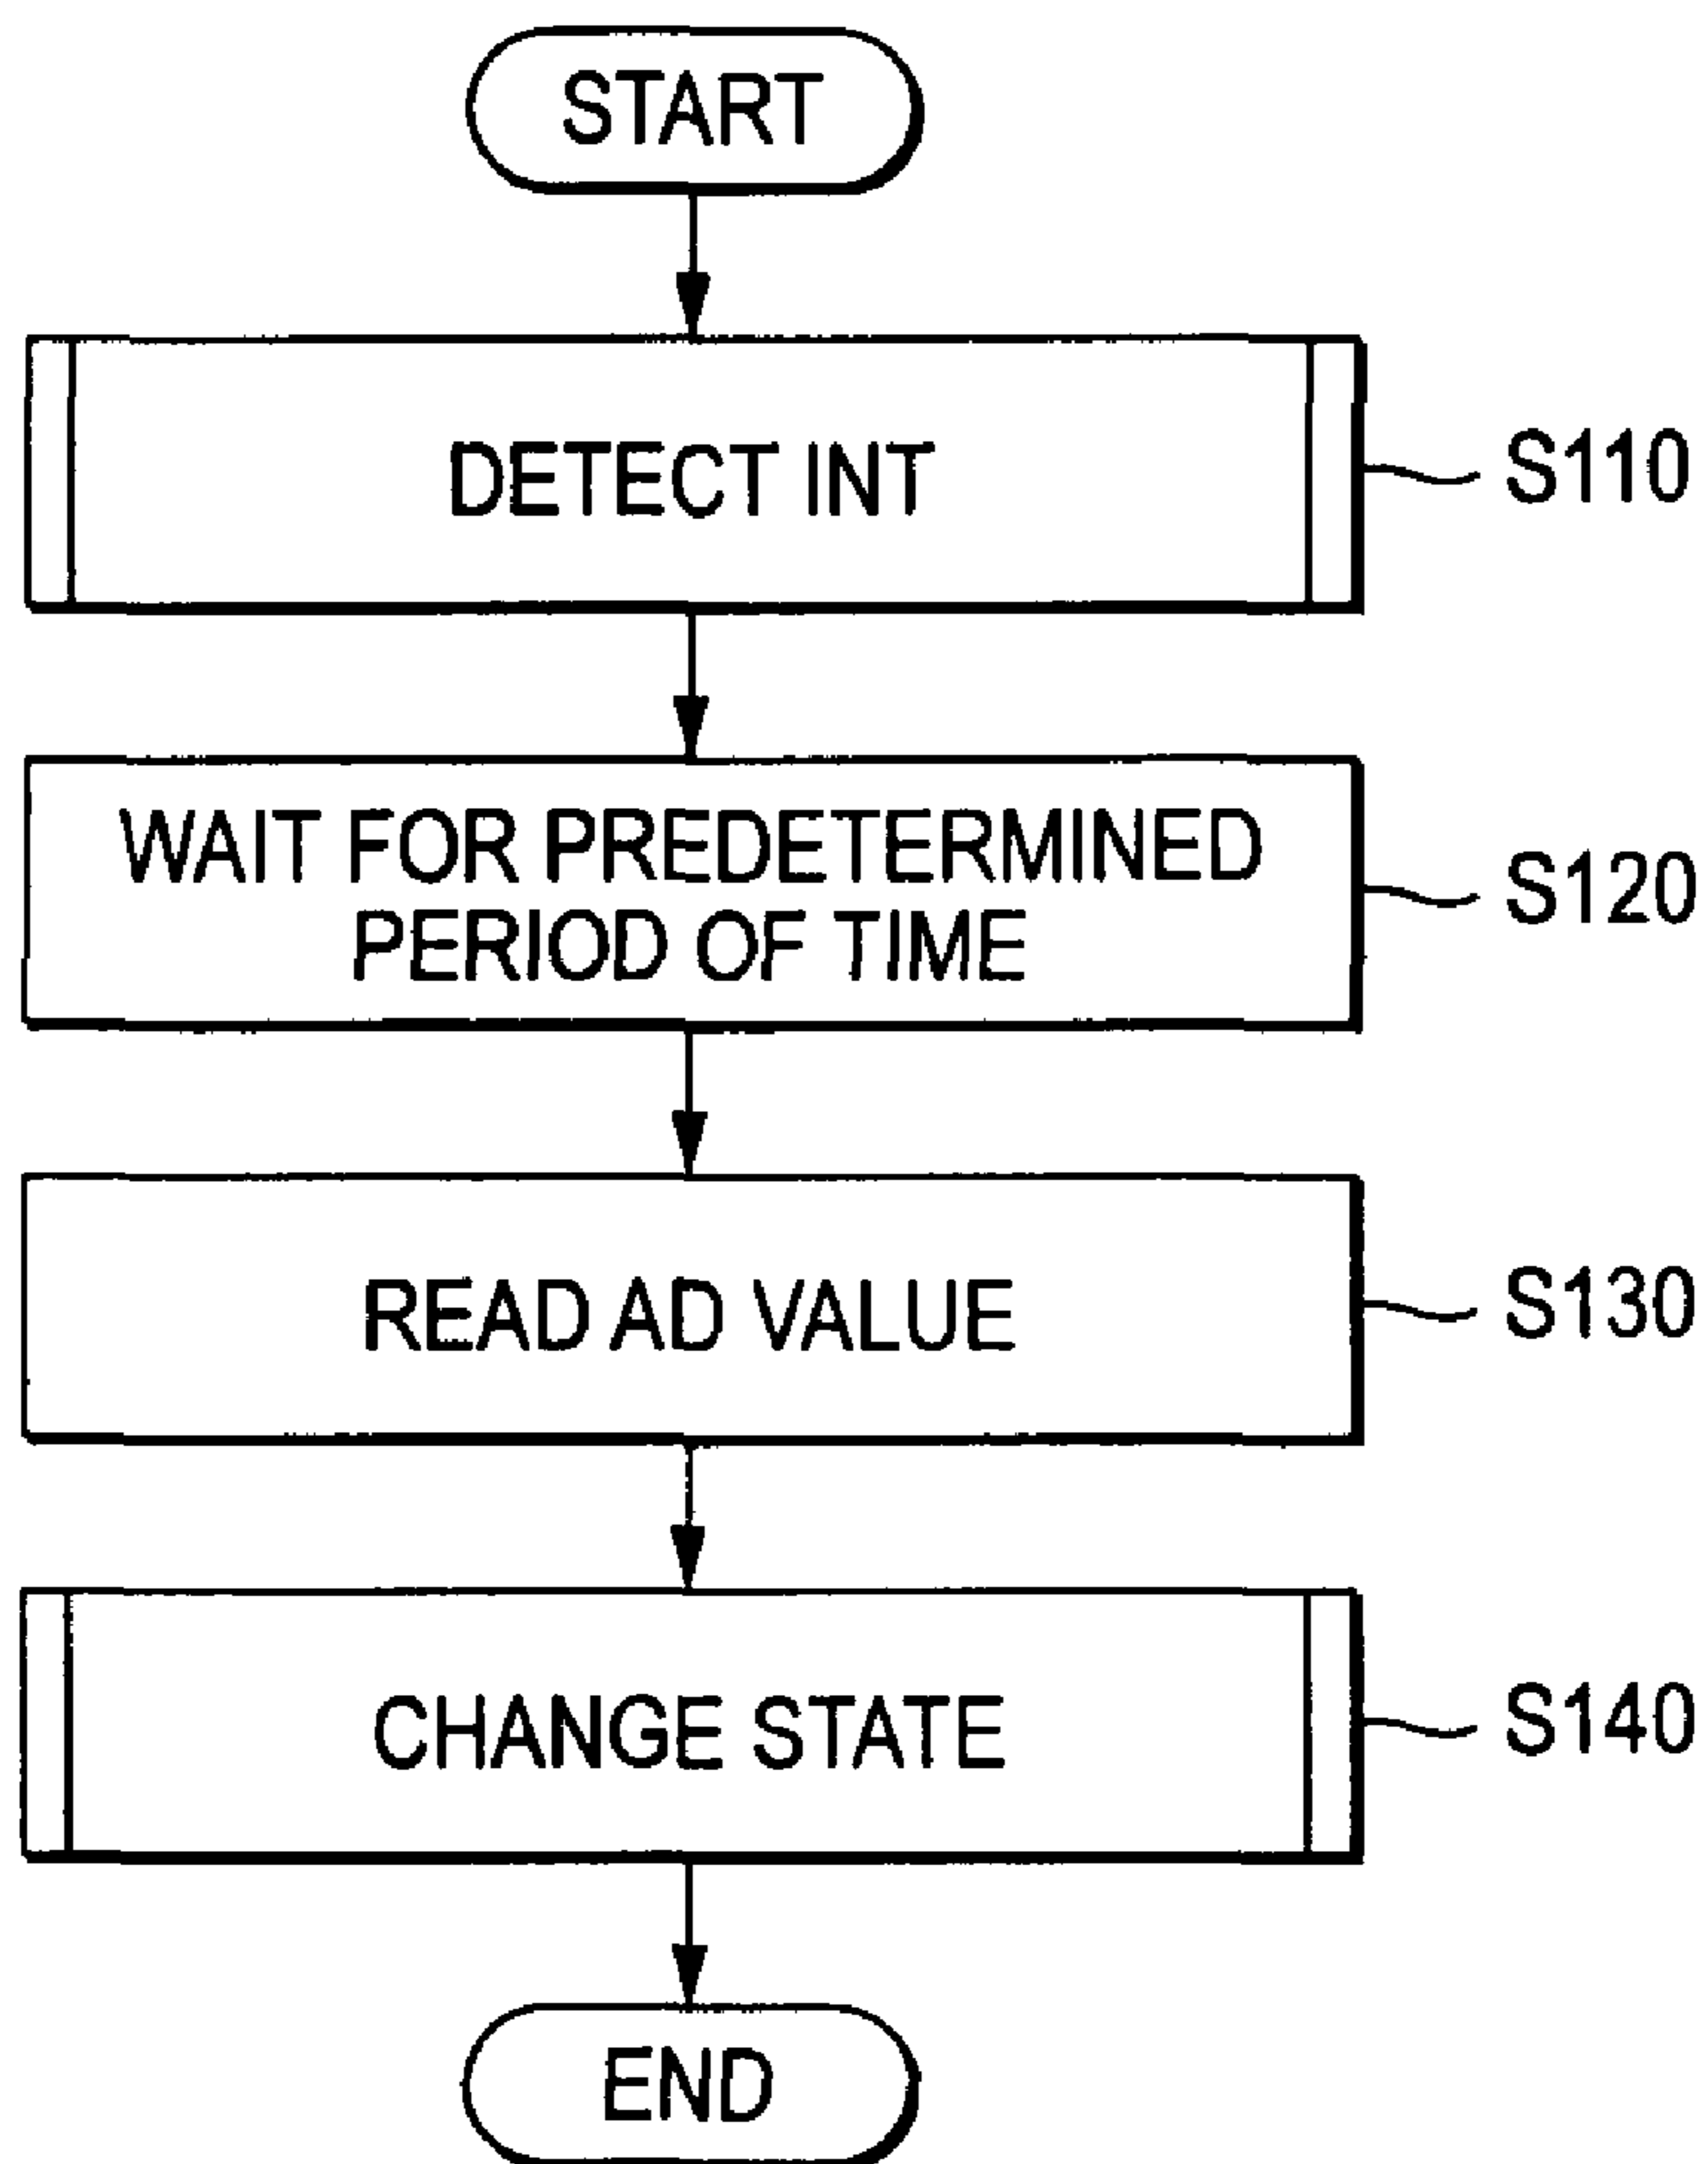 START
DETECT INT
S110
WAIT FOR PREDETERMINED
PERIOD OF TIME
S120
READ AD VALUE
S130
CHANGE STATE
S140
END